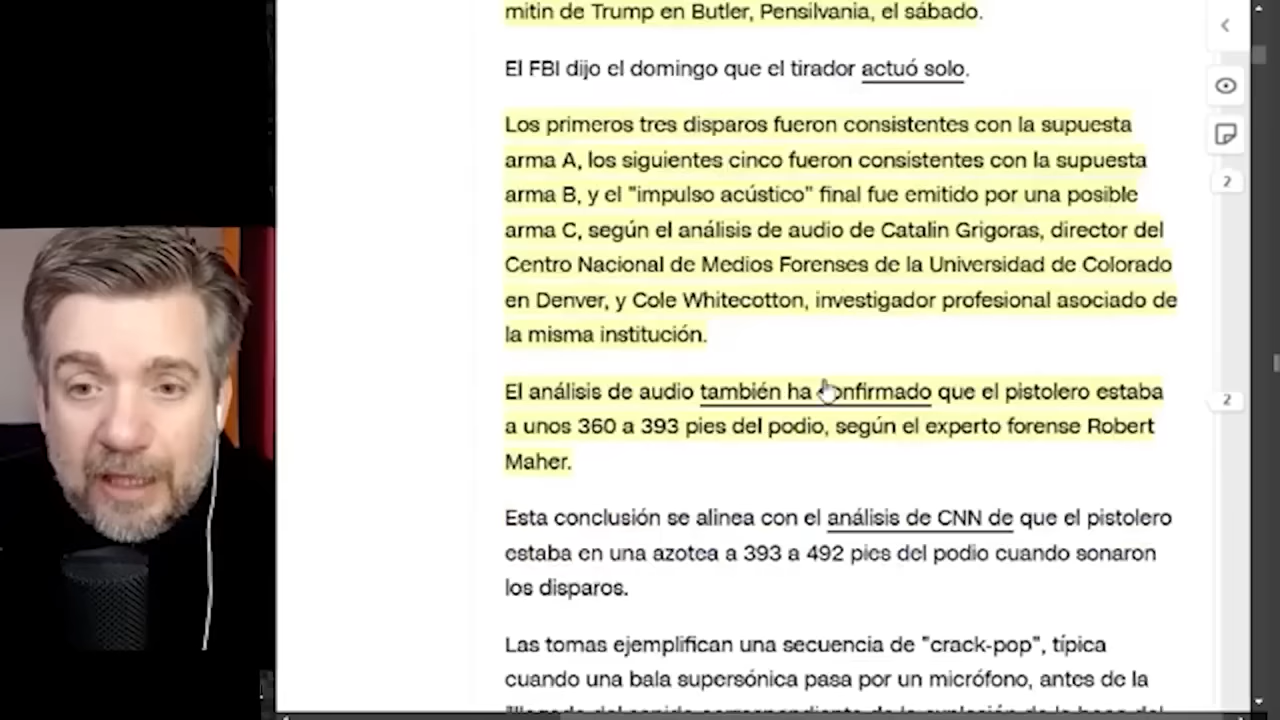 mitin de Trump en Butler, Pensilvania, el sábado.
El FBI dijo el domingo que el tirador actuó solo.
Los primeros tres disparos fueron consistentes con la supuesta
arma A, los siguientes cinco fueron consistentes con la supuesta
arma B, y el "impulso acústico" final fue emitido por una posible
arma C, según el análisis de audio de Catalin Grigoras, director del
Centro Nacional de Medios Forenses de la Universidad de Colorado
en Denver, y Cole Whitecotton, investigador profesional asociado de
la misma institución.
El análisis de audio también ha confirmado que el pistolero estaba
a unos 360 a 393 pies del podio, según el experto forense Robert
Maher.
Esta conclusión se alinea con el análisis de CNN de que el pistolero
estaba en una azotea a 393 a 492 pies del podio cuando sonaron
los disparos.
Las tomas ejemplifican una secuencia de "crack-pop", típica
cuando una bala supersónica pasa por un micrófono, antes de la
2
2